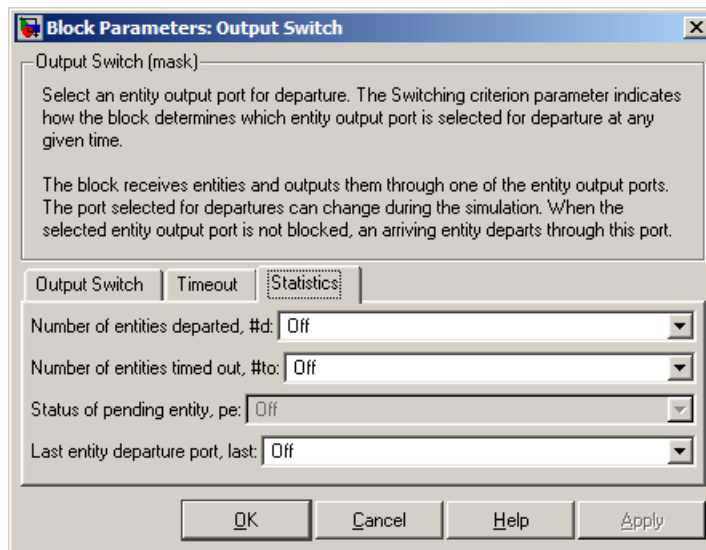 Block Parameters: Output Switch
Output Switch (mask)
Select an entity output port for departure. The Switching criterion parameter indicates
how the block determines which entity output port is selected for departure at any
given time.
The block receives entities and outputs them through one of the entity output ports.
The port selected for departures can change during the simulation. When the
selected entity output port is not blocked, an arriving entity departs through this port.
Output Switch Timeout Statistics
Number of entities departed, #d: Off
Number of entities timed out, #to: Off
Status of pending entity, pe: Off
Last entity departure port, last: Off
OK Cancel Help Apply